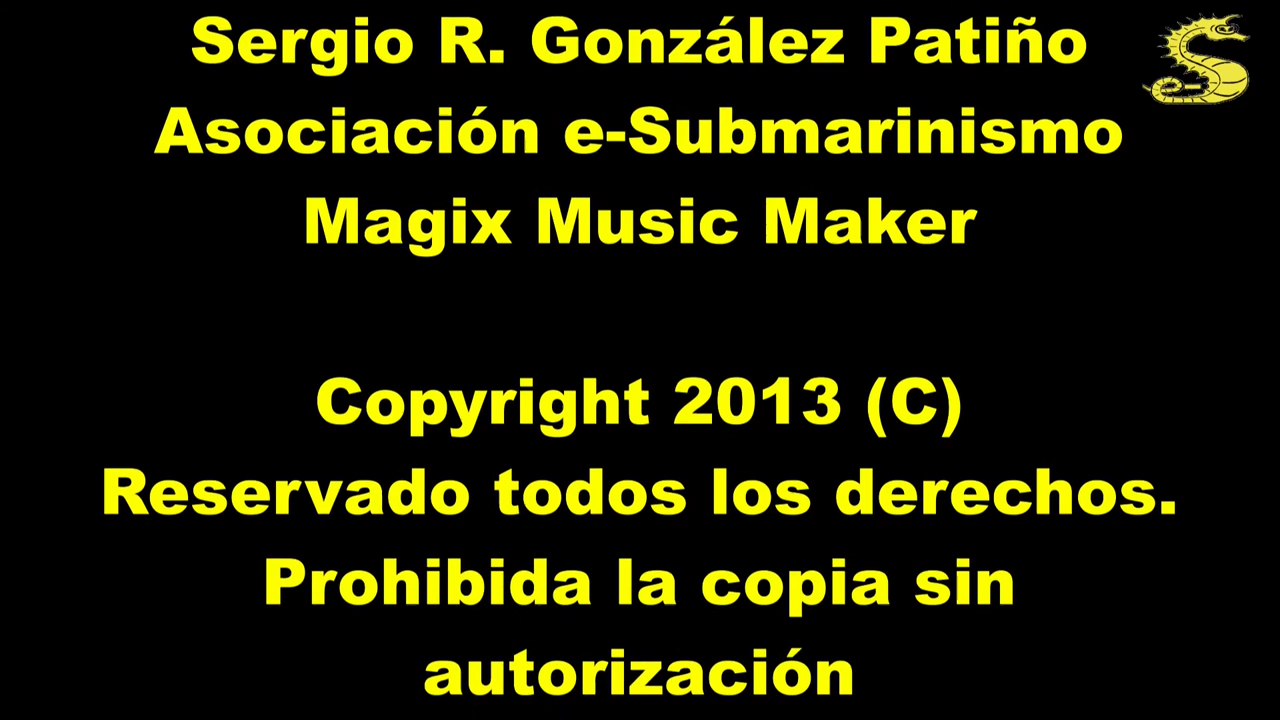 Sergio R. González Patiño
Asociación e-Submarinismo
Magix Music Maker
Copyright 2013 (C)
Reservado todos los derechos.
Prohibida la copia sin
autorización